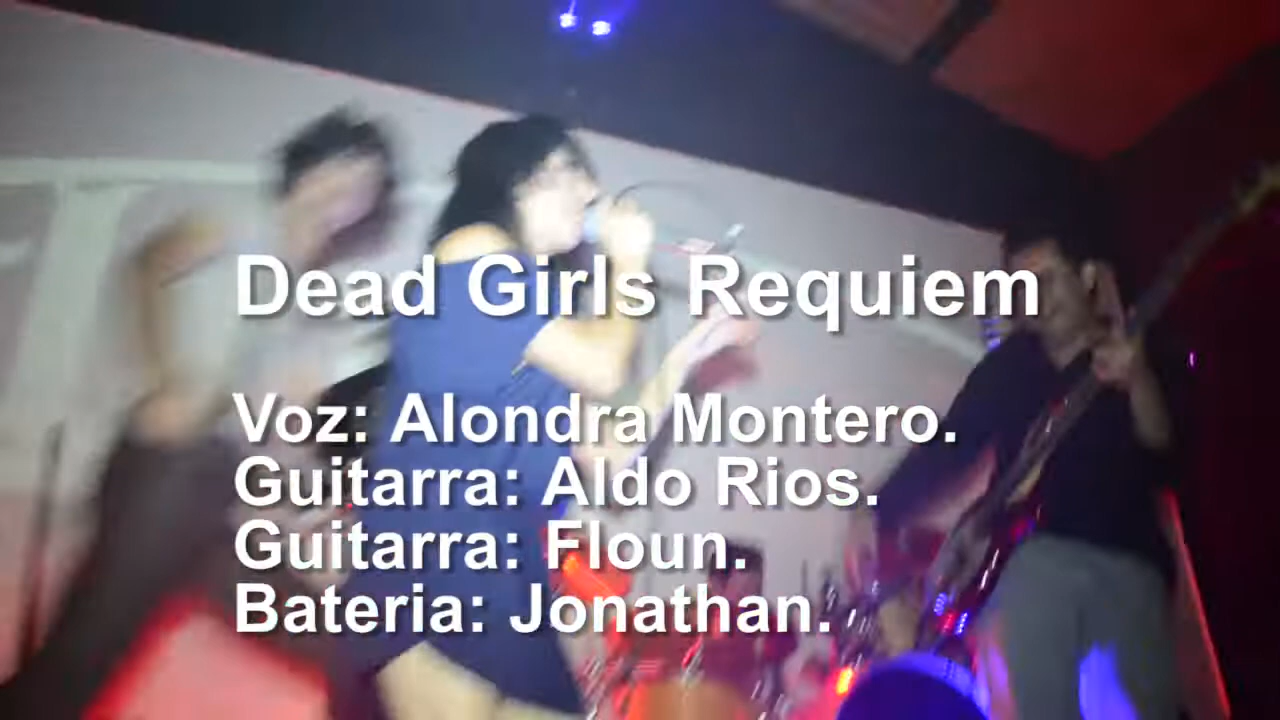 Dead Girls Requiem
Voz: Alondra Montero.
Guitarra: Aldo Rios.
Guitarra: Floun.
Bateria: Jonathan.